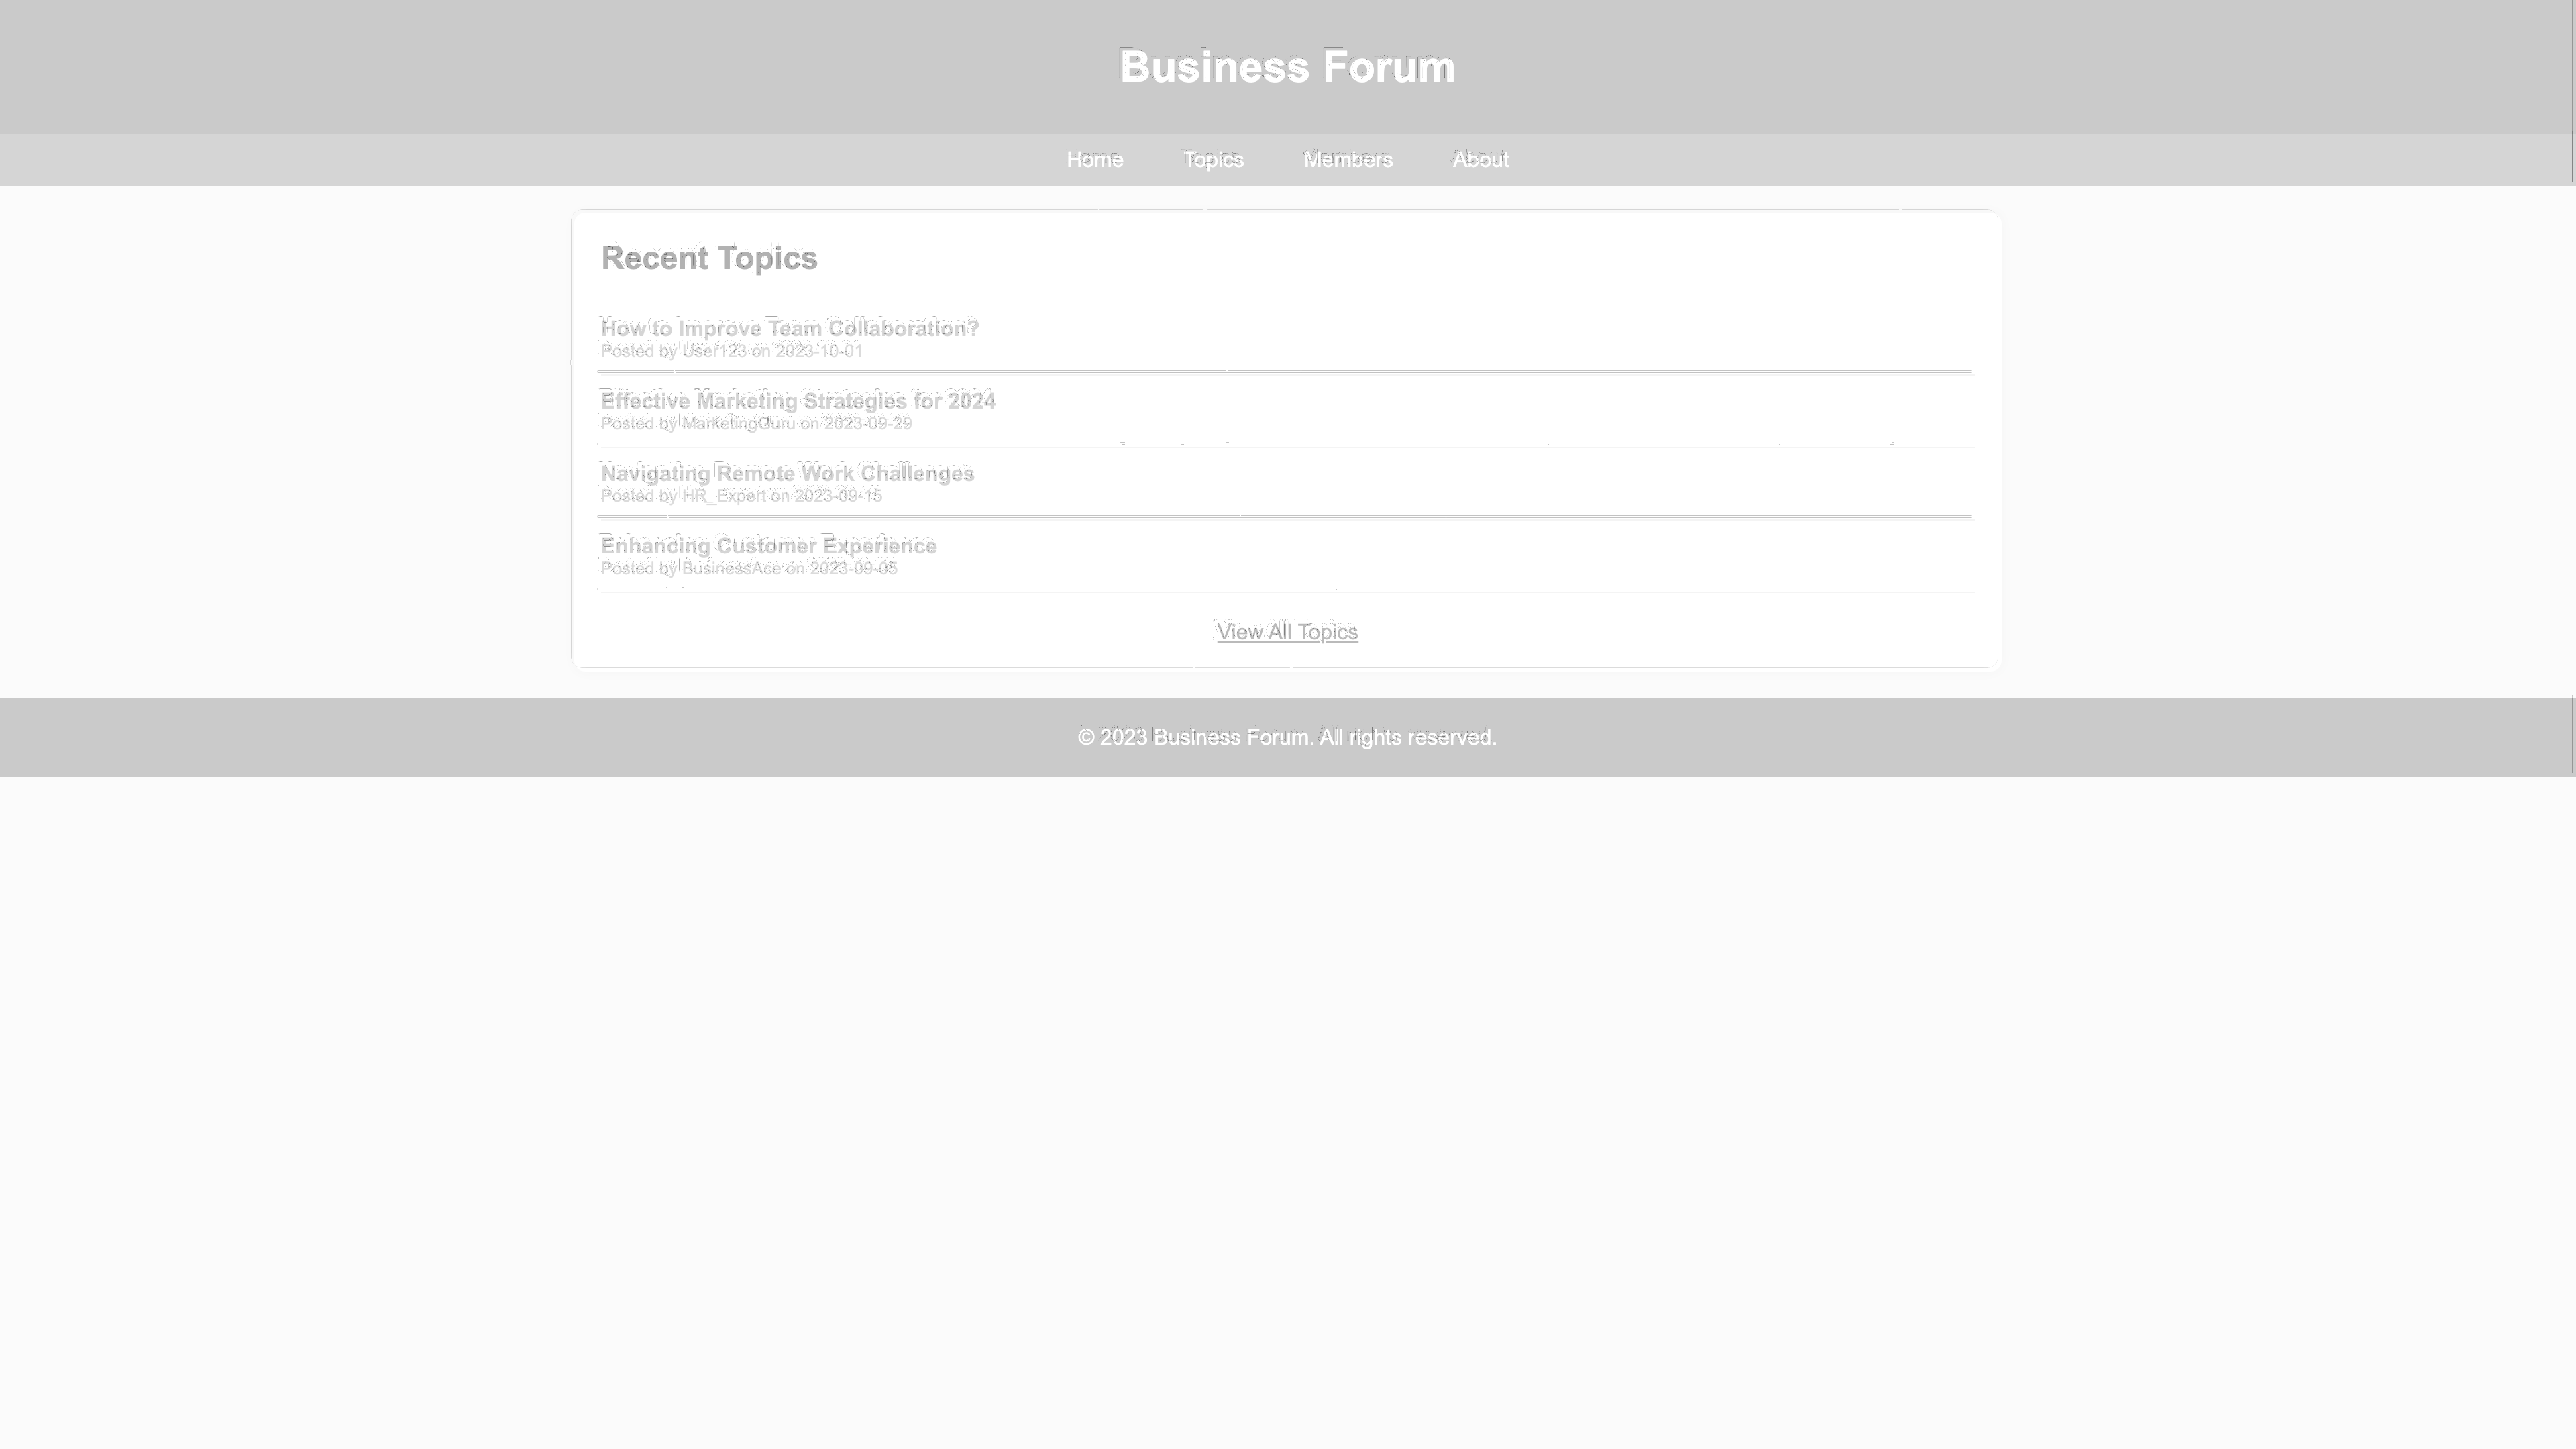 Business Forum
Home Topics Members About
Recent Topics
How to Improve Team Collaboration?
Posted by User123 on 2023-10-01
Effective Marketing Strategies for 2024
Posted by MarketingGuru on 2023-09-29
Navigating Remote Work Challenges
Posted by HR_Expert on 2023-09-15
Enhancing Customer Experience
Posted by BusinessAce on 2023-09-05
View All Topics
© 2023 Business Forum. All rights reserved.